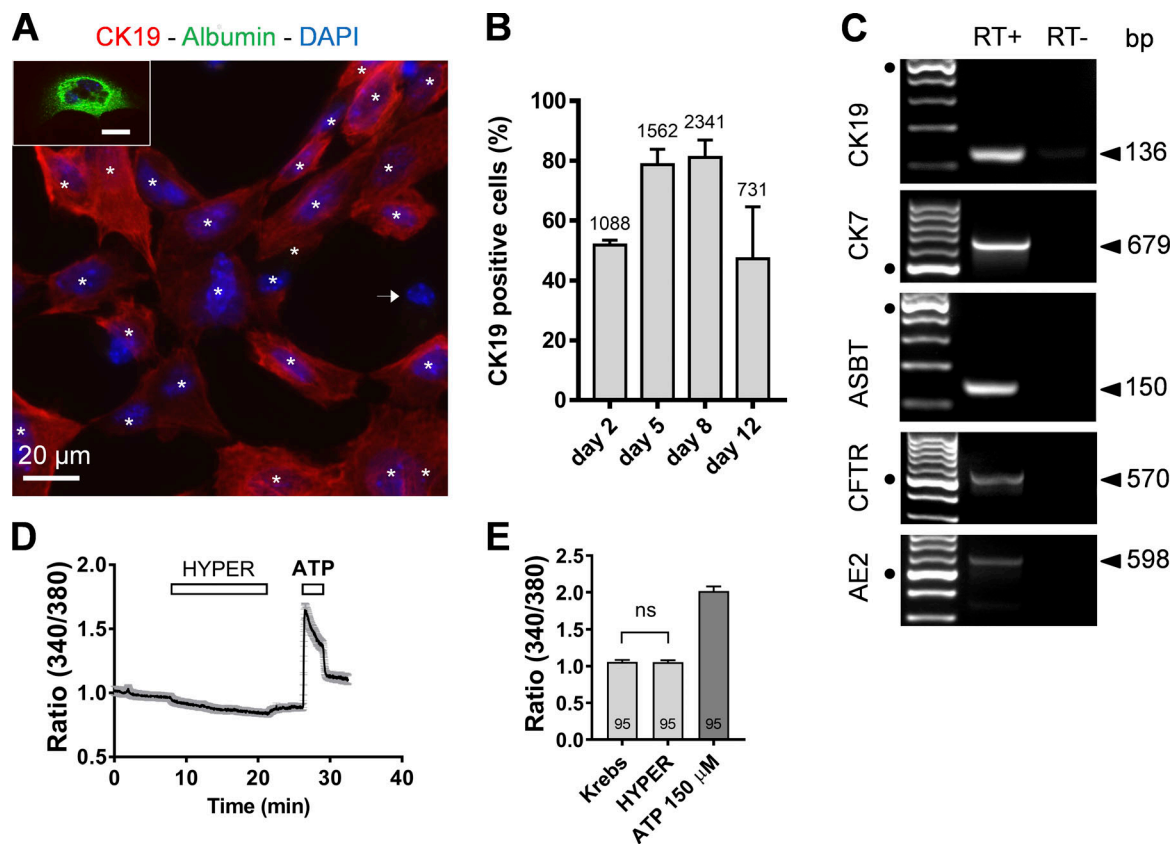 A
CK19 - Albumin - DAPI
20 µm
B
CK19 positive cells (%)
100
80
60
40
20
0
1088
1562
2341
731
day 2
day 5
day 8
day 12
C
RT+ RT- bp
CK19
136
CK7
679
ASBT
150
CFTR
570
AE2
598
D
Ratio (340/380)
2.0
1.5
1.0
0.5
HYPER
ATP
0 10 20 30 40
Time (min)
E
Ratio (340/380)
2.5
2.0
1.5
1.0
0.5
0.0
ns
95 95 95
Krebs
HYPER
ATP 150 µM